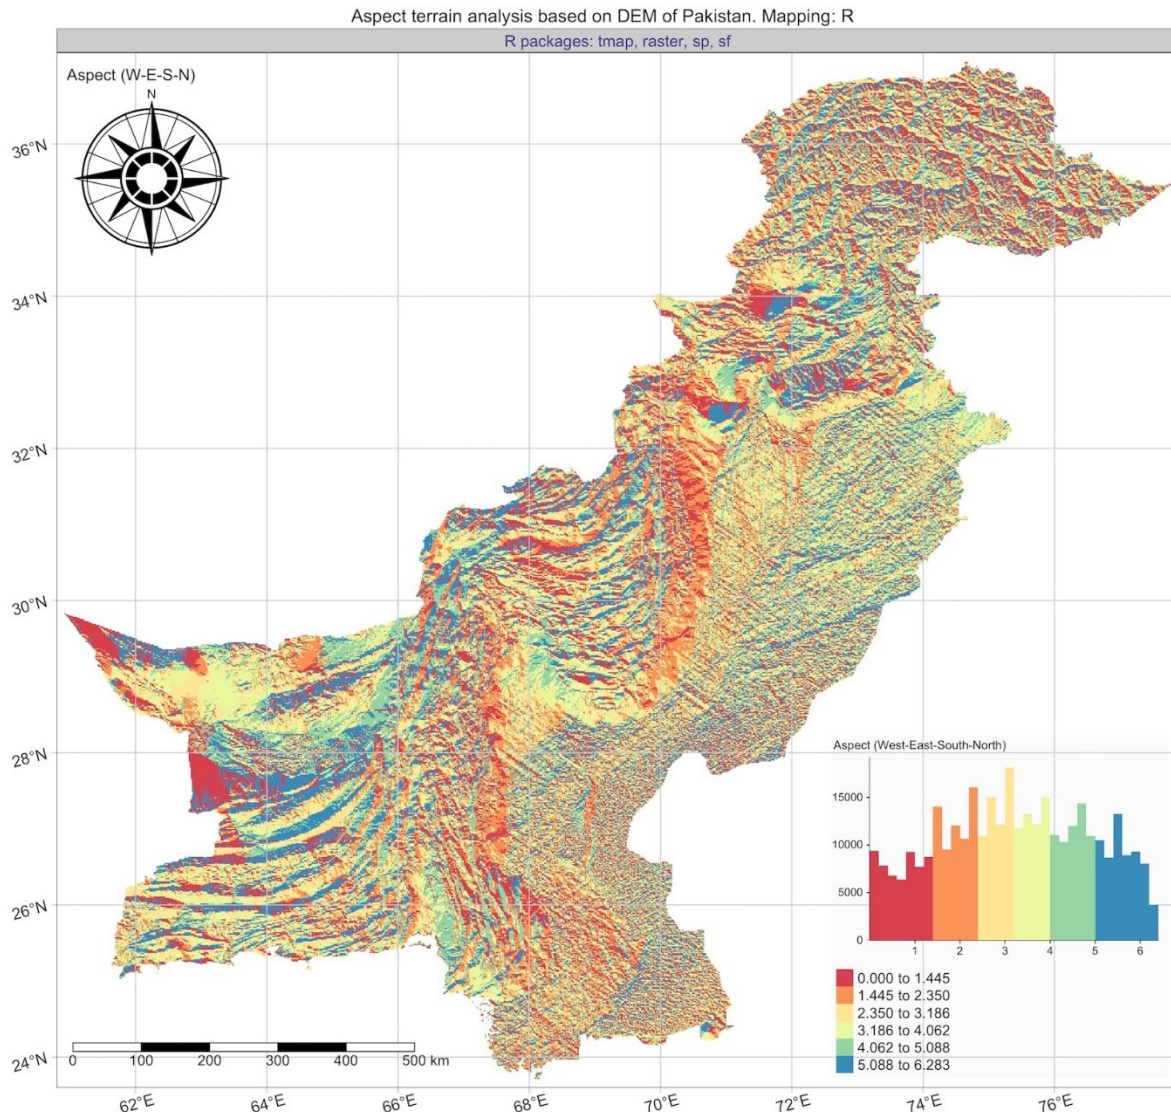 Aspect terrain analysis based on DEM of Pakistan. Mapping: R
R packages: tmap, raster, sp, sf
Aspect (W-E-S-N)
N
36°N
34°N
32°N
30°N
28°N
26°N
24°N
Aspect (West-East-South-North)
15000
10000
5000
0
1 2 3 4 5 6
0.000 to 1.445
1.445 to 2.350
2.350 to 3.186
3.186 to 4.062
4.062 to 5.088
5.088 to 6.283
0 100 200 300 400 500 km
62°E 64°E 66°E 68°E 70°E 72°E 74°E 76°E